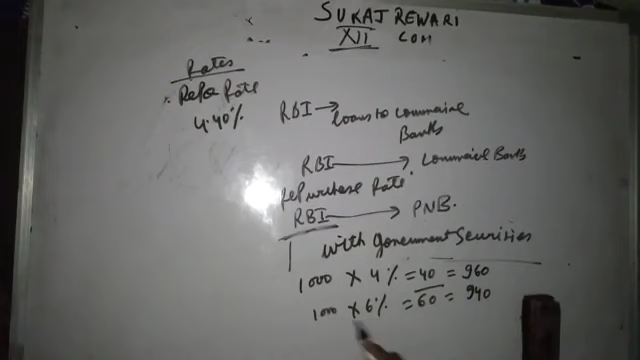 SURAJ REWARI
XII COM
Rates
Repo Rate
4.40%
RBI → Loans to Commercial
Banks
RBI → Commercial Banks
Repurchase Rate
RBI → PNB.
with Government Securities
1000 X 4% = 40 = 960
1000 X 6% = 60 = 940